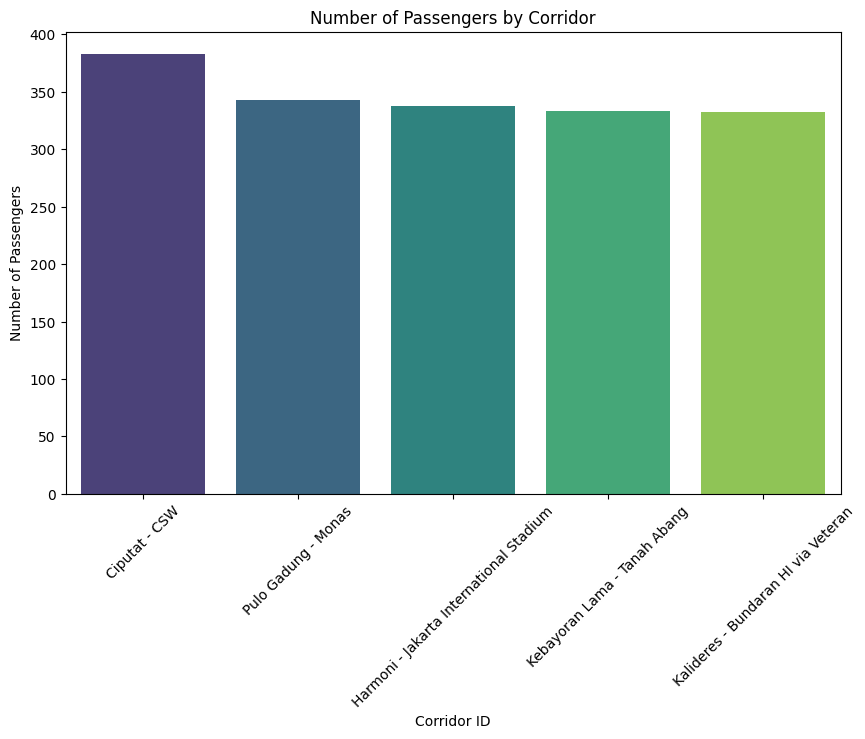 Number of Passengers by Corridor
Number of Passengers
400
350
300
250
200
150
100
50
0
Ciputat - CSW
Pulo Gadung - Monas
Harmoni - Jakarta International Stadium
Kebayoran Lama - Tanah Abang
Kalideres - Bundaran HI via Veteran
Corridor ID